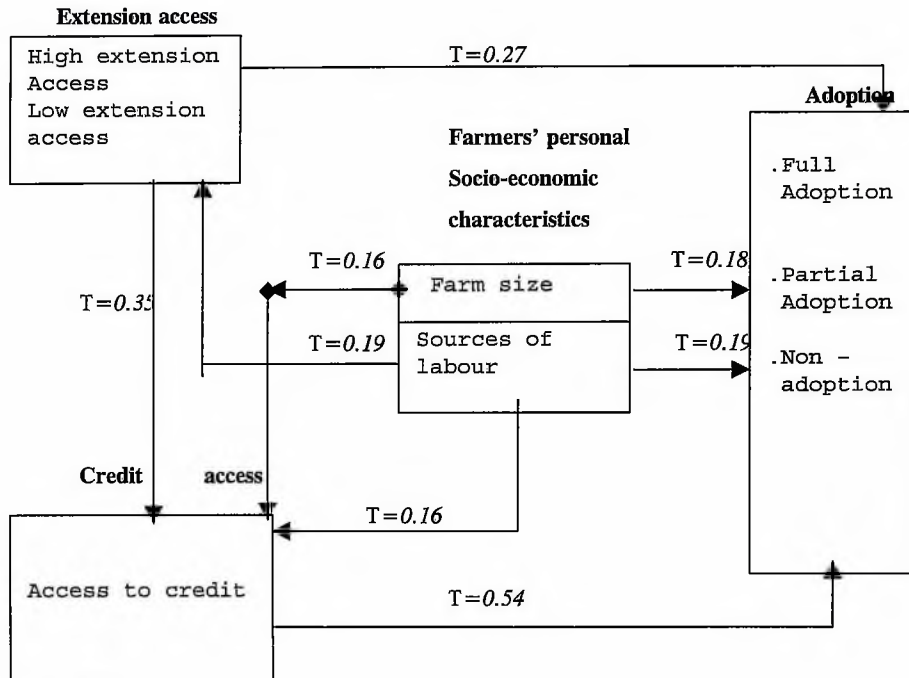 Extension access
High extension
Access
Low extension
access
T=0.27
Adoption
Farmers' personal
Socio-economic
characteristics
.Full
Adoption
T=0.16
Farm size
T=0.18
.Partial
Adoption
T=0.35
T=0.19
Sources of
labour
T=0.19
.Non -
adoption
Credit access
T=0.16
Access to credit
T=0.54